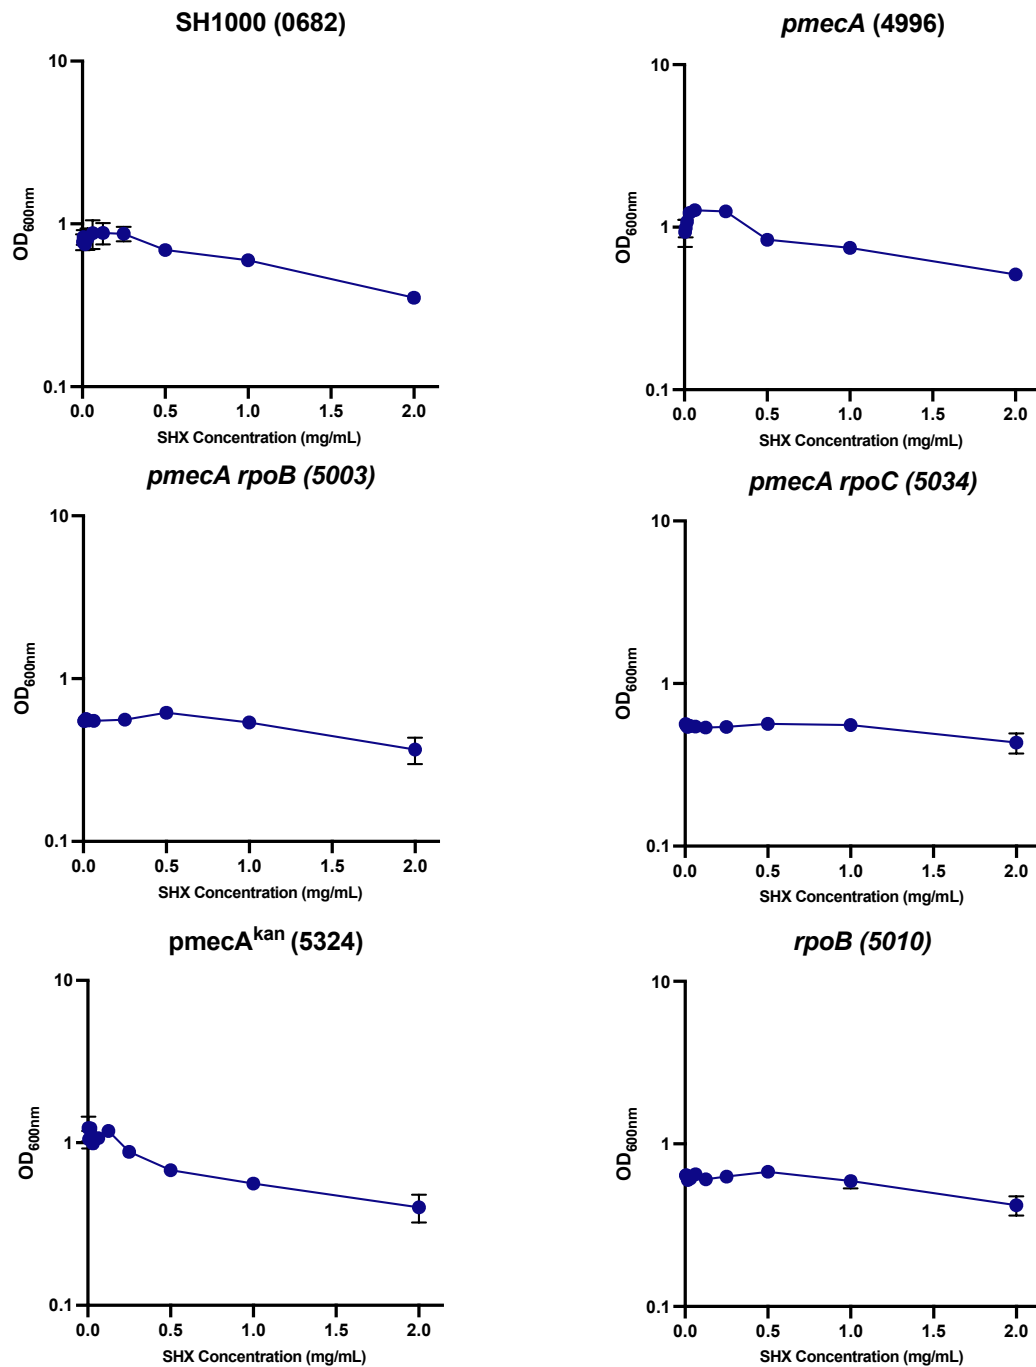 SH1000 (0682)
10
1
0.1
OD600nm
0.0 0.5 1.0 1.5 2.0
SHX Concentration (mg/mL)
pmecA (4996)
10
1
0.1
OD600nm
0.0 0.5 1.0 1.5 2.0
SHX Concentration (mg/mL)
pmecA rpoB (5003)
10
1
0.1
OD600nm
0.0 0.5 1.0 1.5 2.0
SHX Concentration (mg/mL)
pmecA rpoC (5034)
10
1
0.1
OD600nm
0.0 0.5 1.0 1.5 2.0
SHX Concentration (mg/mL)
pmecAkan (5324)
10
1
0.1
OD600nm
0.0 0.5 1.0 1.5 2.0
SHX Concentration (mg/mL)
rpoB (5010)
10
1
0.1
OD600nm
0.0 0.5 1.0 1.5 2.0
SHX Concentration (mg/mL)